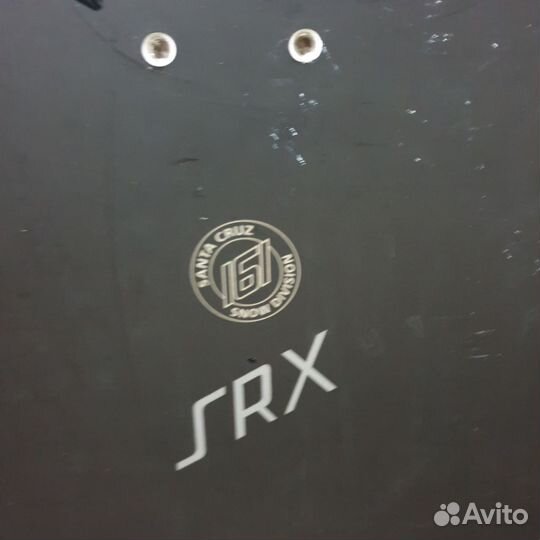 SANTA CRUZ
161
SNOW DIVISION
SRX
Avito